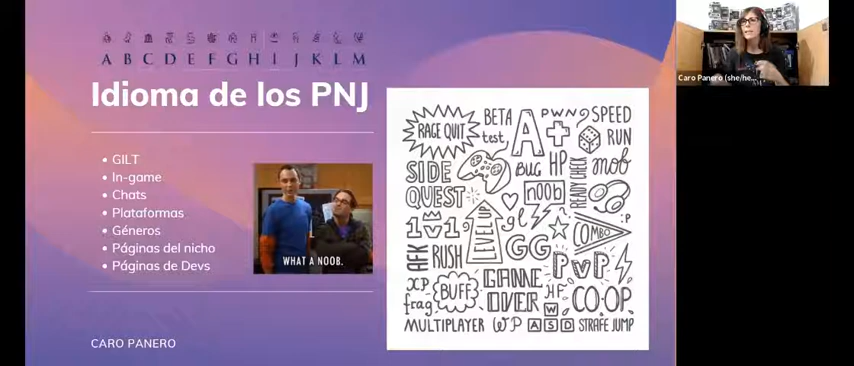 A B C D E F G H I J K L M
Idioma de los PNJ
• GILT
• In-game
• Chats
• Plataformas
• Géneros
• Páginas del nicho
• Páginas de Devs
WHAT A NOOB.
CARO PANERO
RAGE QUIT
BETA
test
A+
PWN
SPEED
RUN
SIDE
QUEST
BUG
HP
READY CHECK
mob
noob
1v1
LEVEL UP
gl
COMBO
:P
AFK
RUSH
GG
PvP
XP
frag
BUFF
GAME
OVER
HF
CO-OP
MULTIPLAYER
WP
W
A S D
STRAFE JUMP
Caro Panero (she/he...